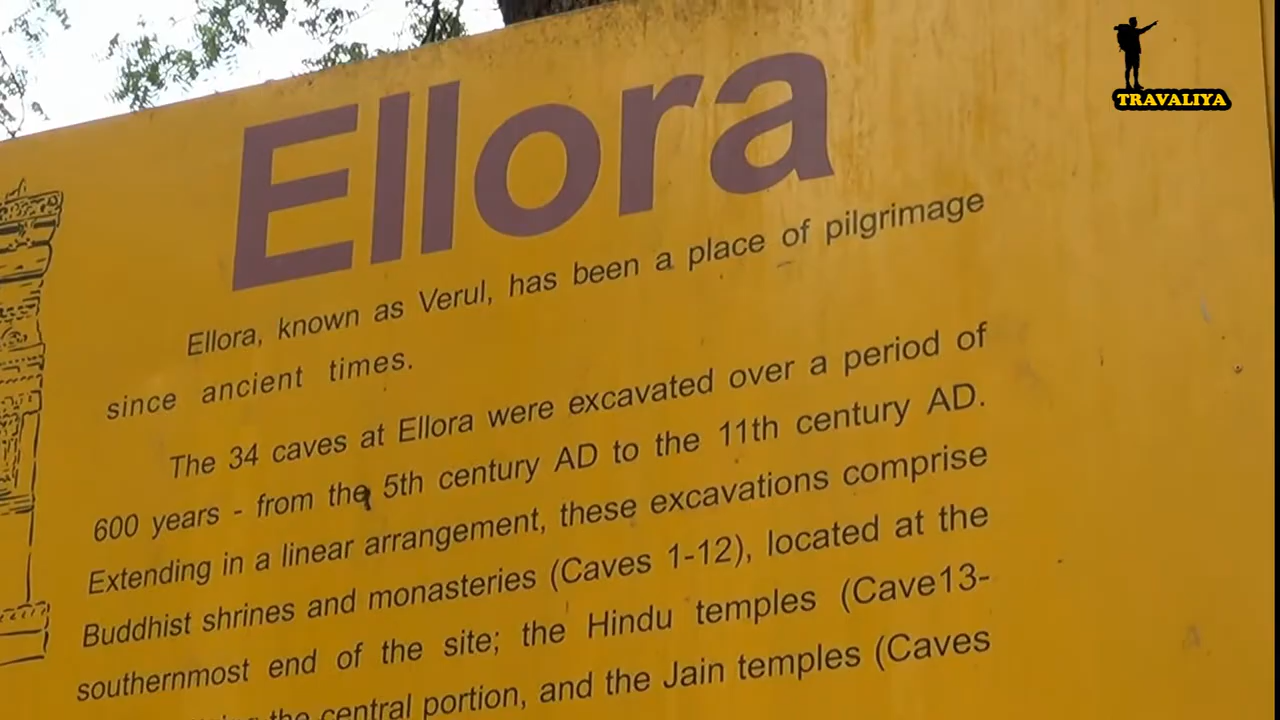 TRAVALIYA
Ellora
Ellora, known as Verul, has been a place of pilgrimage
since ancient times.
The 34 caves at Ellora were excavated over a period of
600 years - from the 5th century AD to the 11th century AD.
Extending in a linear arrangement, these excavations comprise
Buddhist shrines and monasteries (Caves 1-12), located at the
southernmost end of the site; the Hindu temples (Cave13-
the central portion, and the Jain temples (Caves